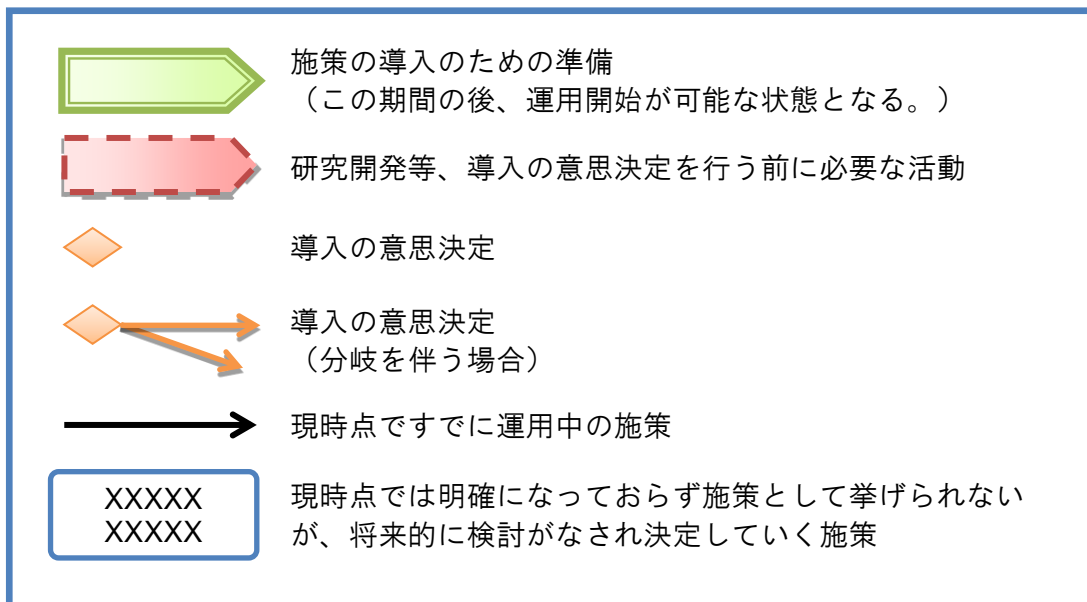 施策の導入のための準備
（この期間の後、運用開始が可能な状態となる。）
研究開発等、導入の意思決定を行う前に必要な活動
導入の意思決定
導入の意思決定
（分岐を伴う場合）
現時点ですでに運用中の施策
XXXXX
XXXXX
現時点では明確になっておらず施策として挙げられない
が、将来的に検討がなされ決定していく施策